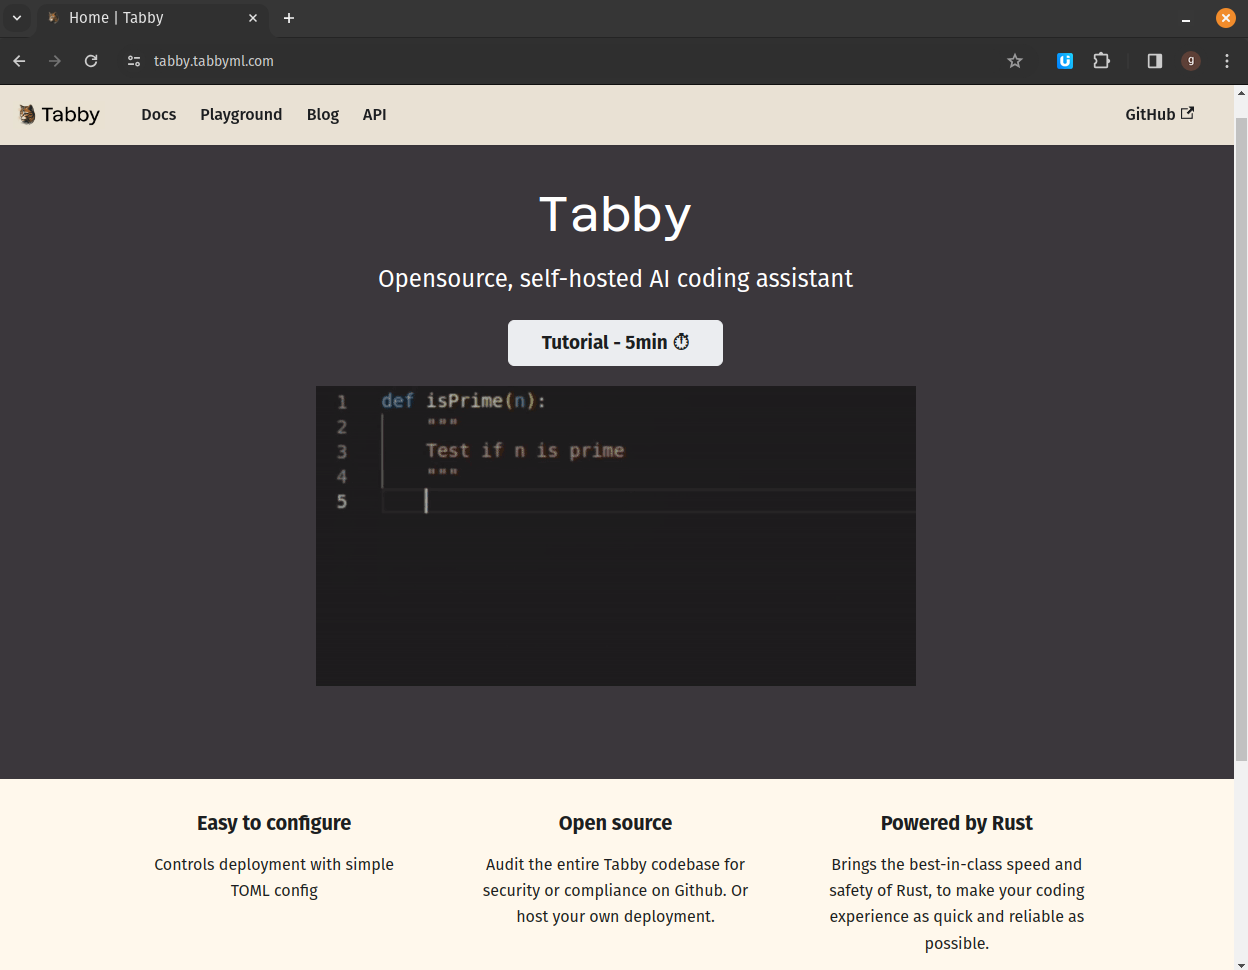 Home | Tabby
tabby.tabbyml.com
g
Tabby Docs Playground Blog API GitHub
Tabby
Opensource, self-hosted AI coding assistant
Tutorial - 5min ⏱
1 def isPrime(n):
2 """
3 Test if n is prime
4 """
5
Easy to configure
Controls deployment with simple
TOML config
Open source
Audit the entire Tabby codebase for
security or compliance on Github. Or
host your own deployment.
Powered by Rust
Brings the best-in-class speed and
safety of Rust, to make your coding
experience as quick and reliable as
possible.